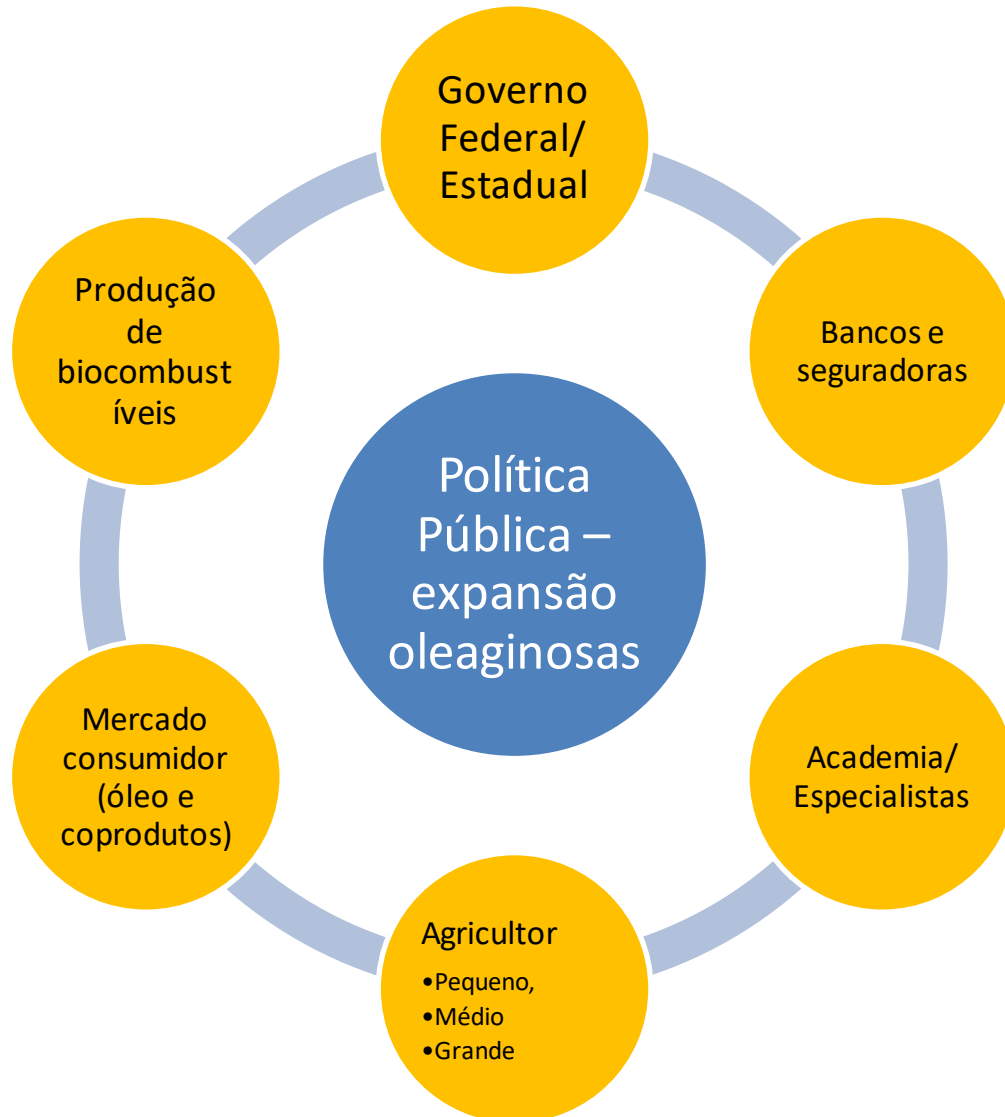 Governo
Federal/
Estadual
Bancos e
seguradoras
Academia/
Especialistas
Agricultor
•Pequeno,
•Médio
•Grande
Mercado
consumidor
(óleo e
coprodutos)
Produção
de
biocombust
íveis
Política
Pública –
expansão
oleaginosas